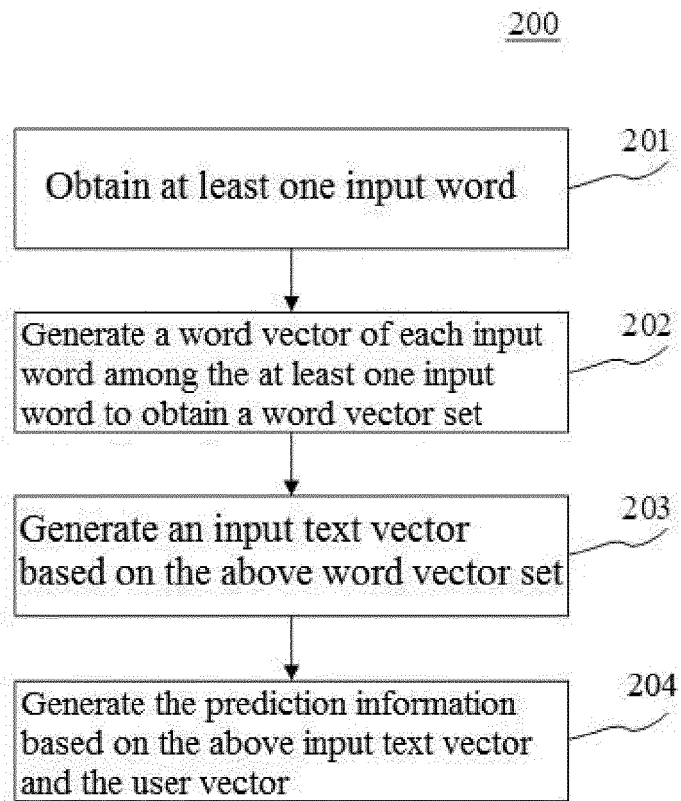 200
201
Obtain at least one input word
202
Generate a word vector of each input
word among the at least one input
word to obtain a word vector set
203
Generate an input text vector
based on the above word vector set
204
Generate the prediction information
based on the above input text vector
and the user vector